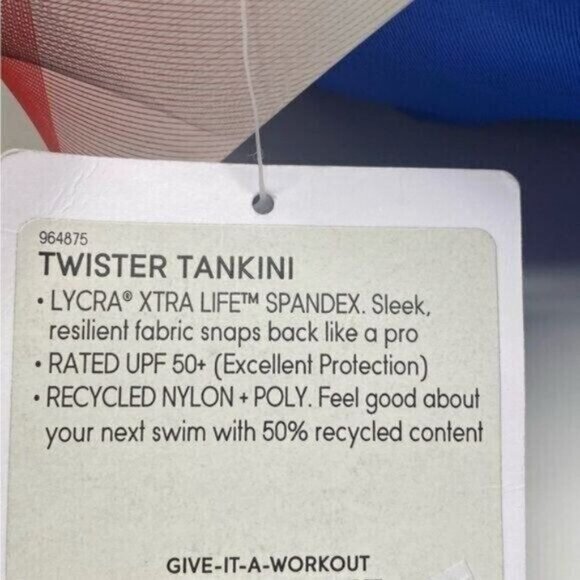 964875
TWISTER TANKINI
• LYCRA® XTRA LIFE™ SPANDEX. Sleek,
resilient fabric snaps back like a pro
• RATED UPF 50+ (Excellent Protection)
• RECYCLED NYLON + POLY. Feel good about
your next swim with 50% recycled content
GIVE-IT-A-WORKOUT